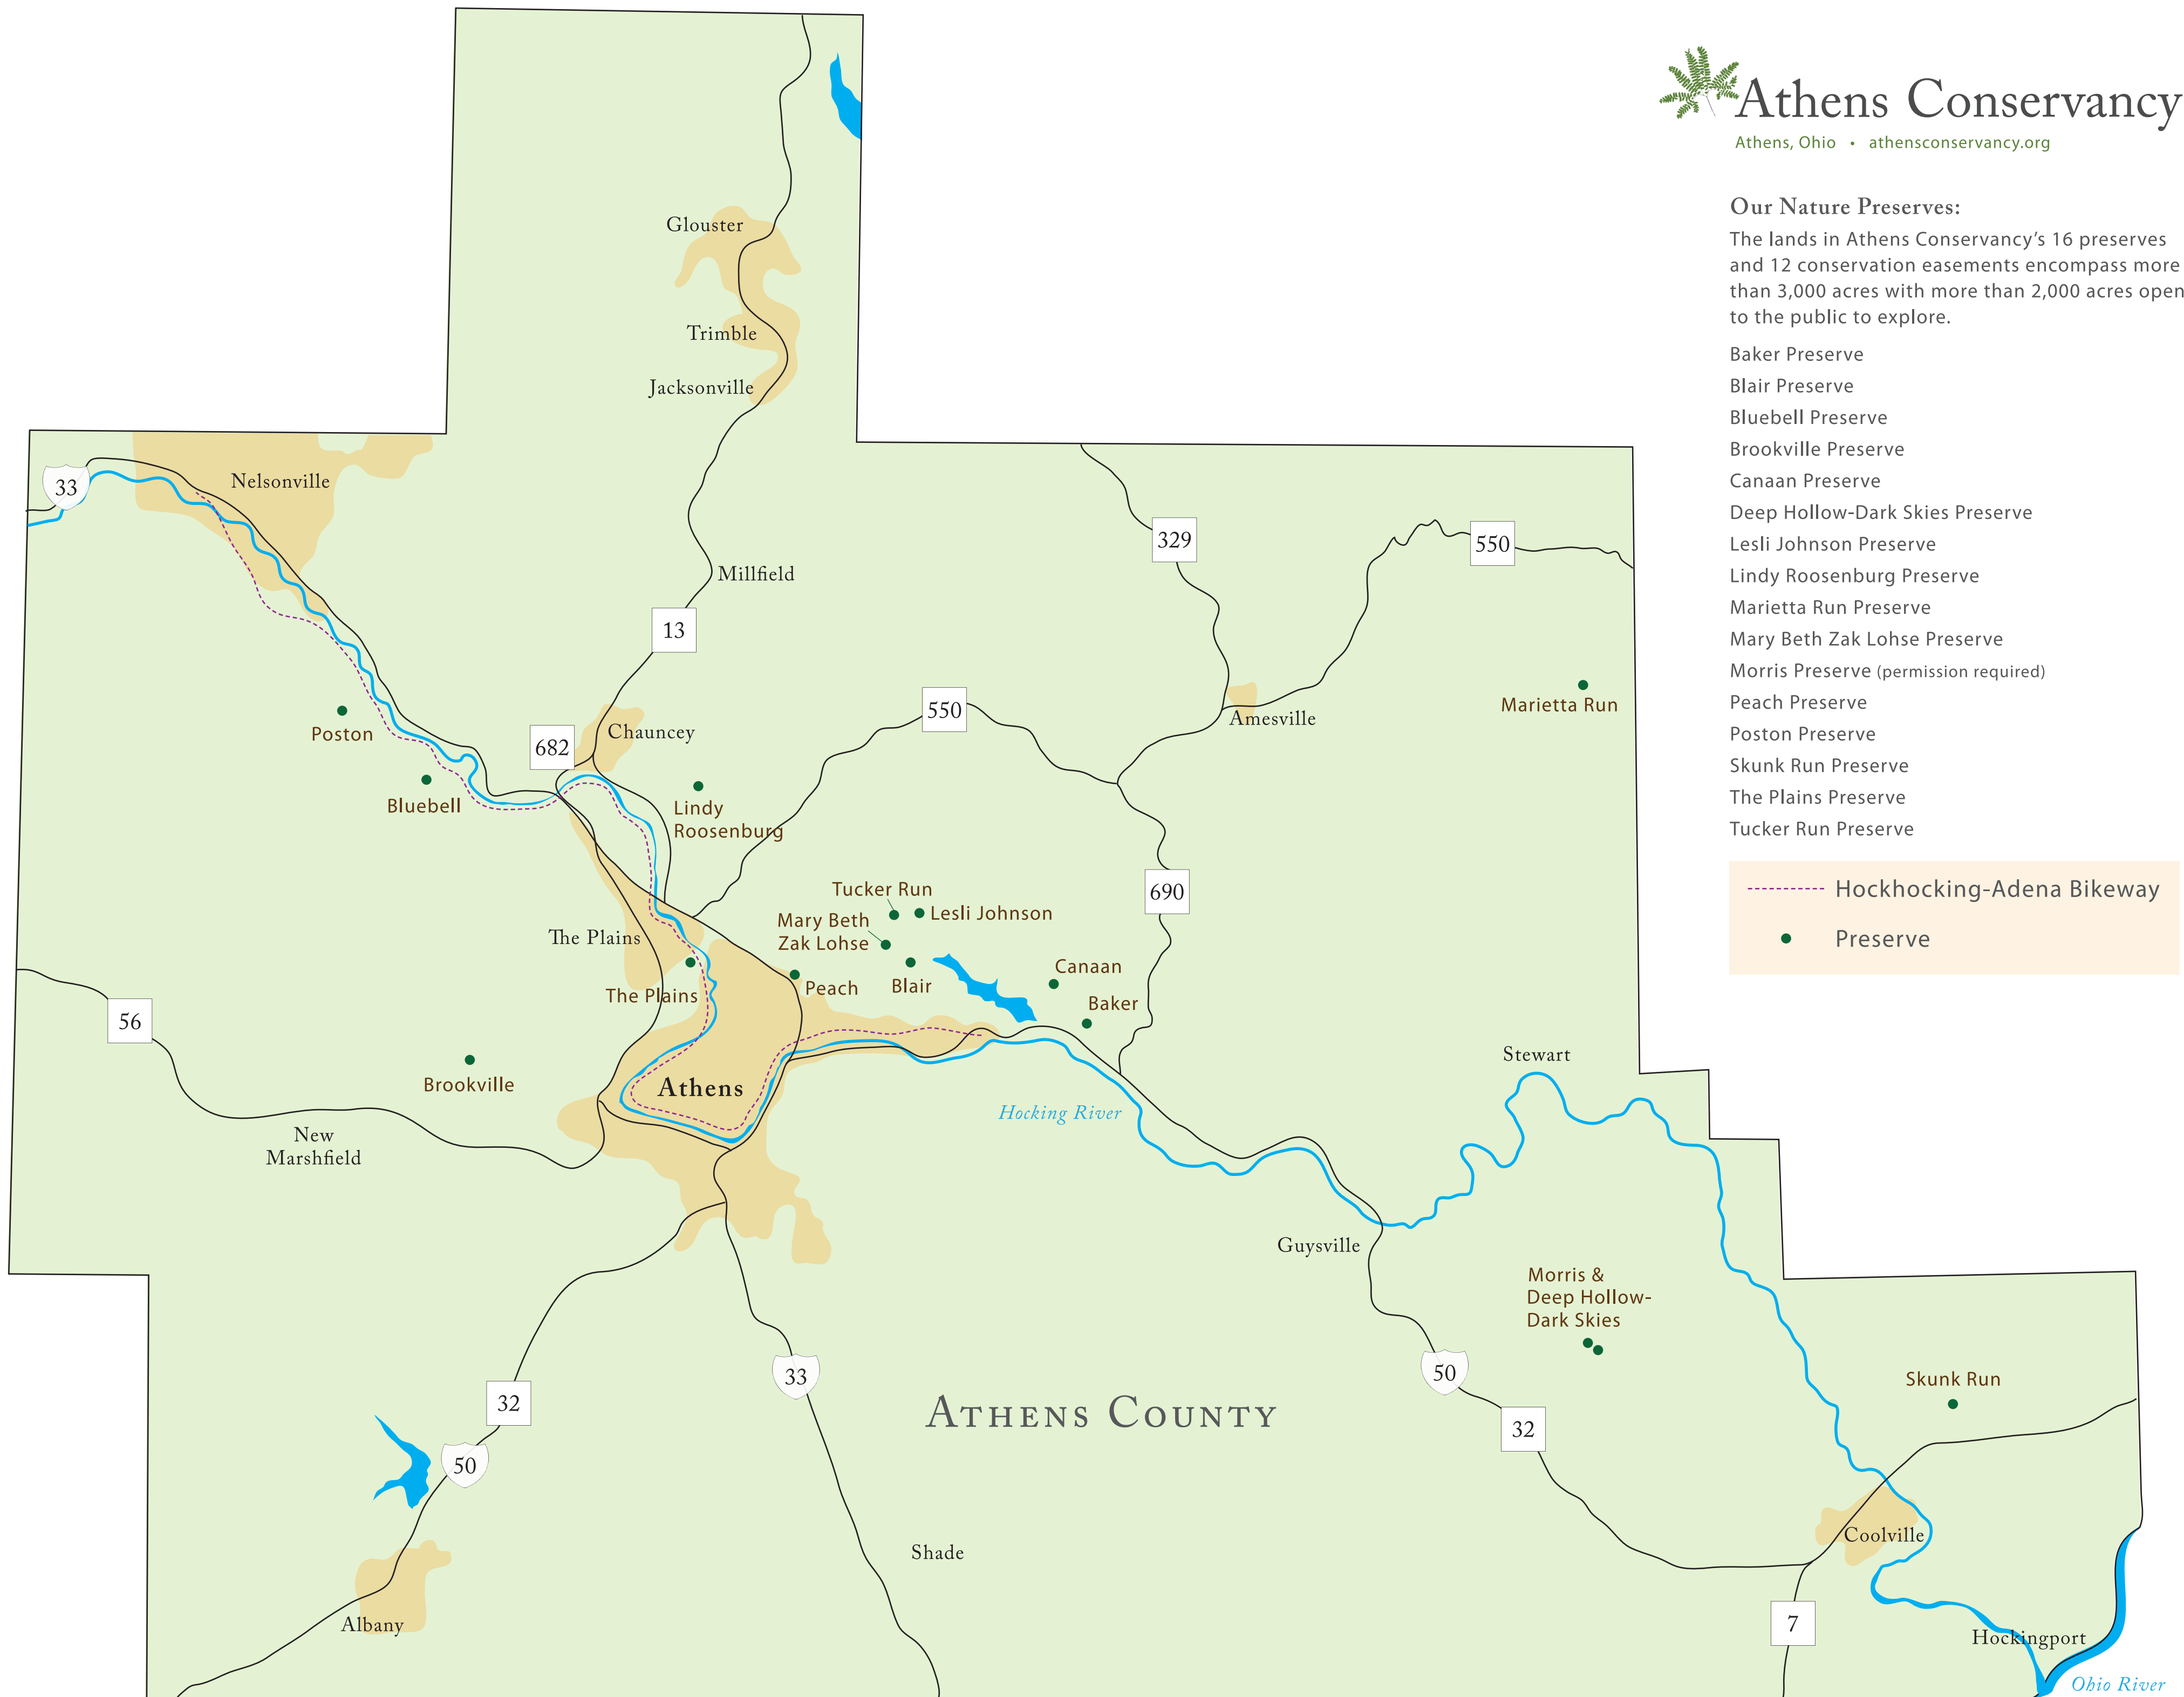 Athens Conservancy
Athens, Ohio • athensconservancy.org
Our Nature Preserves:
The lands in Athens Conservancy’s 16 preserves
and 12 conservation easements encompass more
than 3,000 acres with more than 2,000 acres open
to the public to explore.
Baker Preserve
Blair Preserve
Bluebell Preserve
Brookville Preserve
Canaan Preserve
Deep Hollow-Dark Skies Preserve
Lesli Johnson Preserve
Lindy Roosenburg Preserve
Marietta Run Preserve
Mary Beth Zak Lohse Preserve
Morris Preserve (permission required)
Peach Preserve
Poston Preserve
Skunk Run Preserve
The Plains Preserve
Tucker Run Preserve
Hockhocking-Adena Bikeway
Preserve
Glouster
Trimble
Jacksonville
Nelsonville
33
329
550
Millfield
13
Marietta Run
550
Amesville
Poston
682
Chauncey
Bluebell
Lindy
Roosenburg
Tucker Run
690
Lesli Johnson
Mary Beth
Zak Lohse
The Plains
Canaan
The Plains
Peach
Blair
Baker
56
Stewart
Brookville
Athens
Hocking River
New
Marshfield
Guysville
Morris &
Deep Hollow-
Dark Skies
33
50
Skunk Run
32
Athens County
32
50
Coolville
Shade
Albany
7
Hockingport
Ohio River